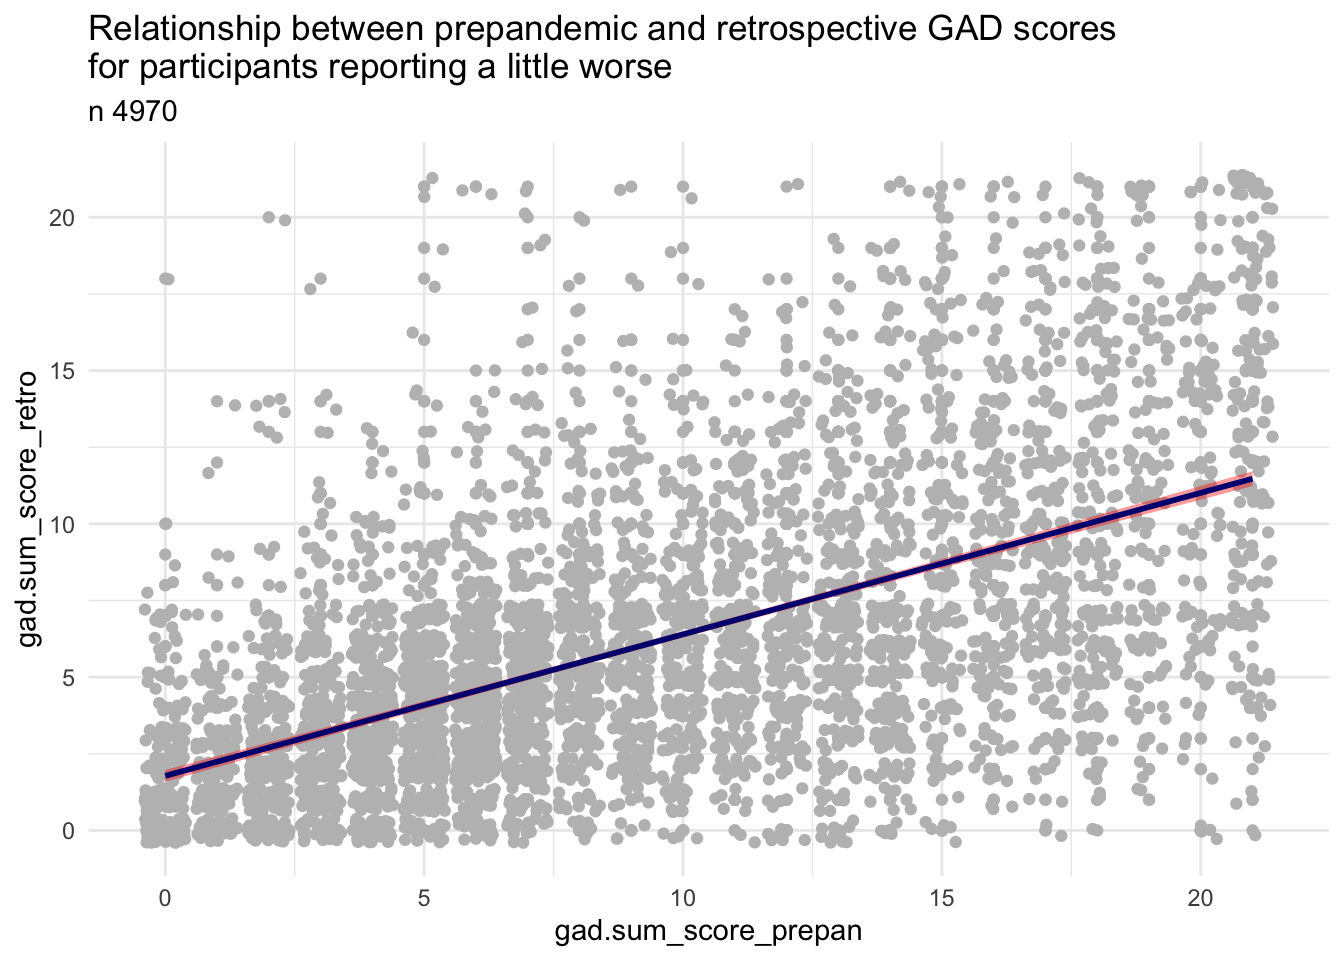 Relationship between prepandemic and retrospective GAD scores
for participants reporting a little worse
n 4970
20
15
10
5
0
gad.sum_score_retro
0 5 10 15 20
gad.sum_score_prepan